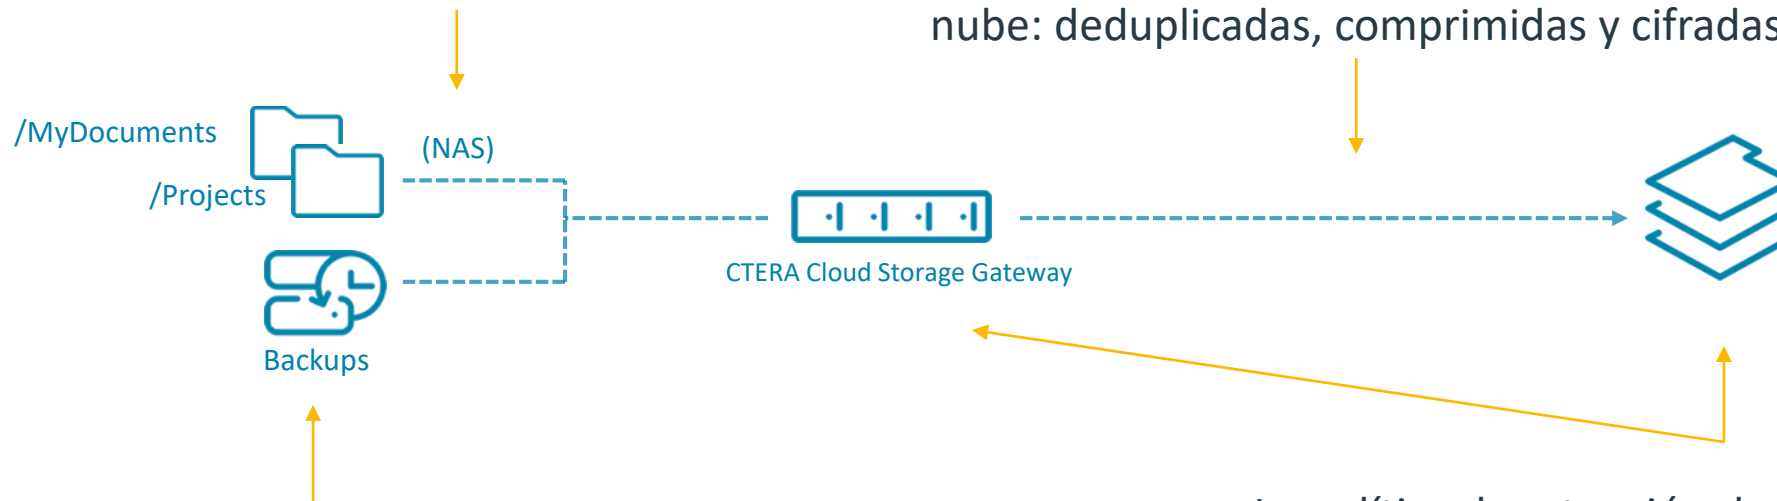 nube: deduplicadas, comprimidas y cifradas
/MyDocuments
(NAS)
/Projects
CTERA Cloud Storage Gateway
Backups